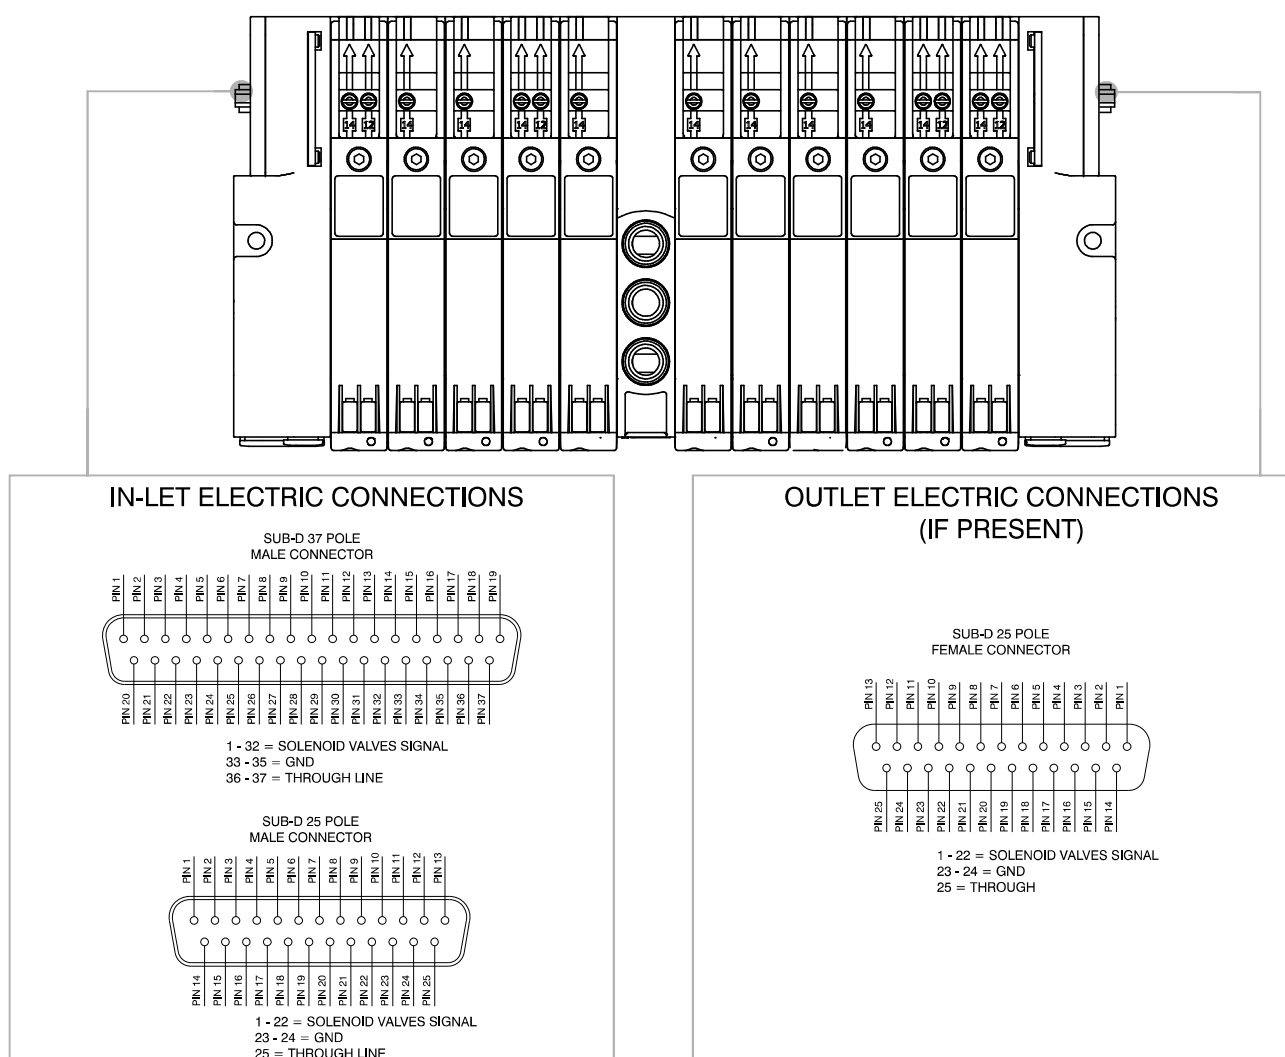 14 12 14 14 14 12 14 14 14 14 14 14 12 14 12
IN-LET ELECTRIC CONNECTIONS
SUB-D 37 POLE
MALE CONNECTOR
PIN 1 PIN 2 PIN 3 PIN 4 PIN 5 PIN 6 PIN 7 PIN 8 PIN 9 PIN 10 PIN 11 PIN 12 PIN 13 PIN 14 PIN 15 PIN 16 PIN 17 PIN 18 PIN 19
PIN 20 PIN 21 PIN 22 PIN 23 PIN 24 PIN 25 PIN 26 PIN 27 PIN 28 PIN 29 PIN 30 PIN 31 PIN 32 PIN 33 PIN 34 PIN 35 PIN 36 PIN 37
1 - 32 = SOLENOID VALVES SIGNAL
33 - 35 = GND
36 - 37 = THROUGH LINE
SUB-D 25 POLE
MALE CONNECTOR
PIN 1 PIN 2 PIN 3 PIN 4 PIN 5 PIN 6 PIN 7 PIN 8 PIN 9 PIN 10 PIN 11 PIN 12 PIN 13
PIN 14 PIN 15 PIN 16 PIN 17 PIN 18 PIN 19 PIN 20 PIN 21 PIN 22 PIN 23 PIN 24 PIN 25
1 - 22 = SOLENOID VALVES SIGNAL
23 - 24 = GND
25 = THROUGH LINE
OUTLET ELECTRIC CONNECTIONS
(IF PRESENT)
SUB-D 25 POLE
FEMALE CONNECTOR
PIN 13 PIN 12 PIN 11 PIN 10 PIN 9 PIN 8 PIN 7 PIN 6 PIN 5 PIN 4 PIN 3 PIN 2 PIN 1
PIN 25 PIN 24 PIN 23 PIN 22 PIN 21 PIN 20 PIN 19 PIN 18 PIN 17 PIN 16 PIN 15 PIN 14
1 - 22 = SOLENOID VALVES SIGNAL
23 - 24 = GND
25 = THROUGH